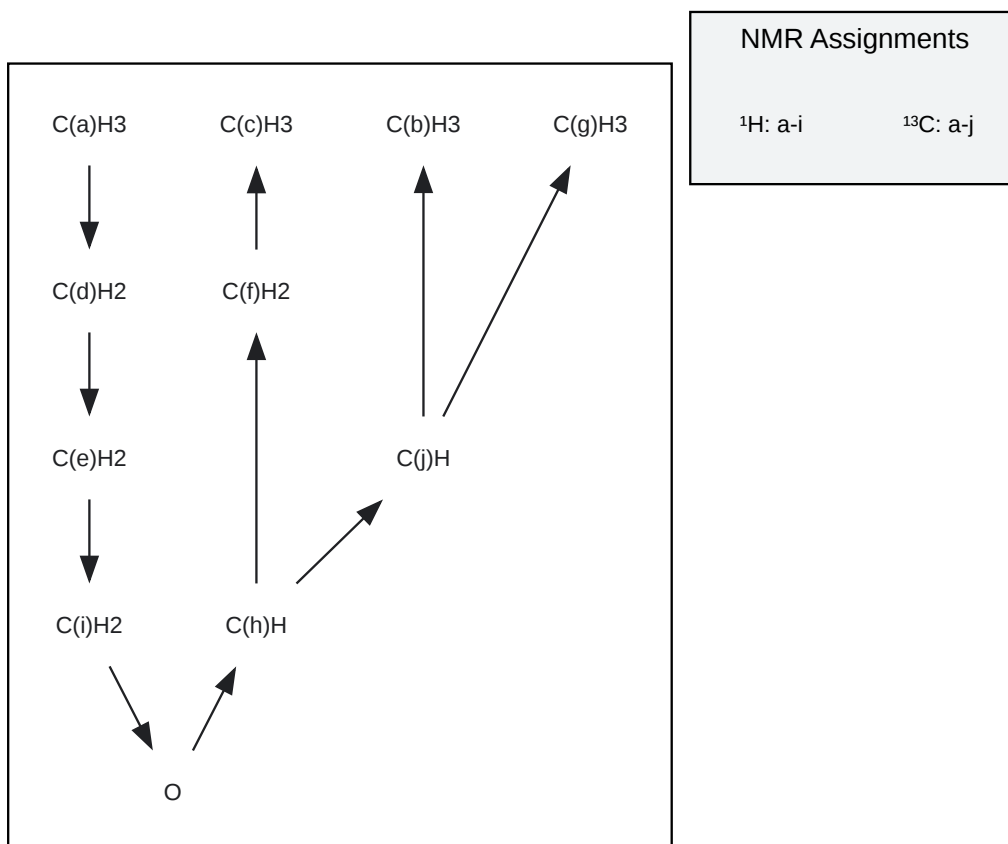 NMR Assignments
¹H: a-i ¹³C: a-j
C(a)H3 C(c)H3 C(b)H3 C(g)H3
C(d)H2 C(f)H2
C(e)H2 C(j)H
C(i)H2 C(h)H
O